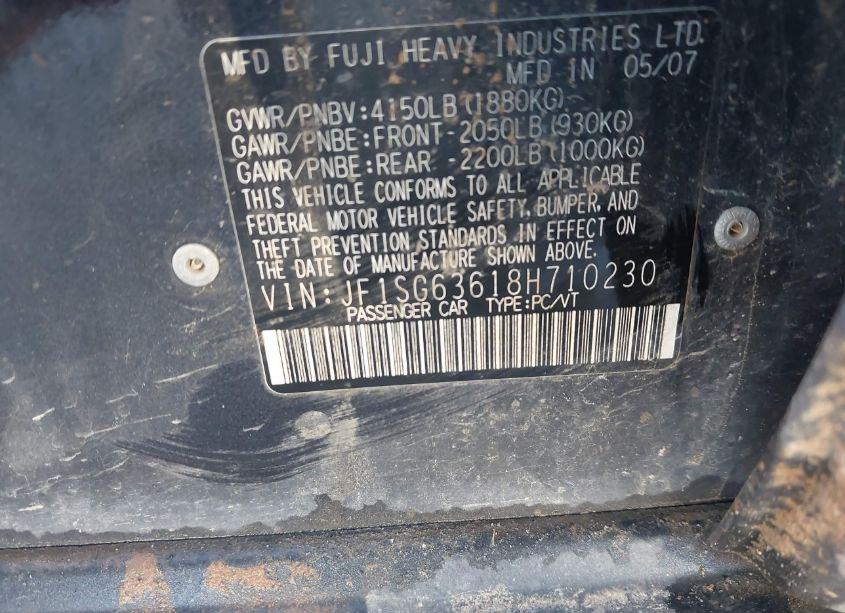 MFD BY FUJI HEAVY INDUSTRIES LTD.
MFD IN 05/07
GVWR/PNBV:4150LB(1880KG)
GAWR/PNBE:FRONT-2050LB(930KG)
GAWR/PNBE:REAR -2200LB(1000KG)
THIS VEHICLE CONFORMS TO ALL APPLICABLE
FEDERAL MOTOR VEHICLE SAFETY, BUMPER, AND
THEFT PREVENTION STANDARDS IN EFFECT ON
THE DATE OF MANUFACTURE SHOWN ABOVE.
VIN:JF1SG63618H710230
PASSENGER CAR TYPE:PC/VT